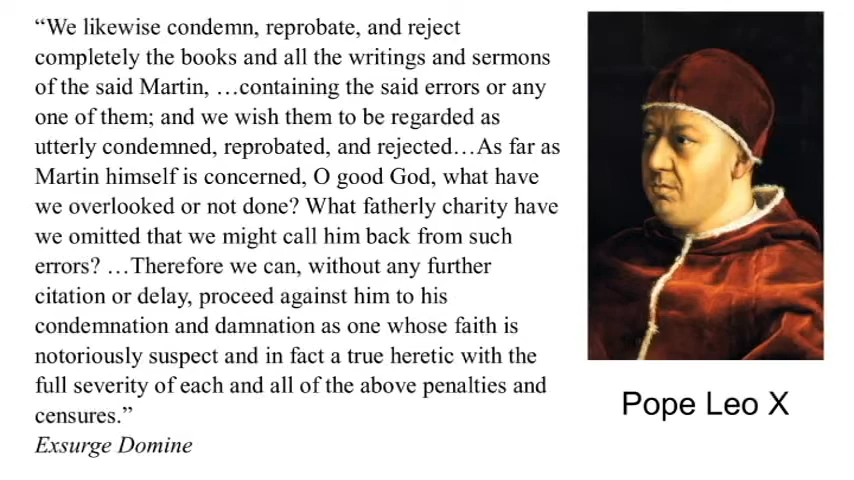 “We likewise condemn, reprobate, and reject
completely the books and all the writings and sermons
of the said Martin, …containing the said errors or any
one of them; and we wish them to be regarded as
utterly condemned, reprobated, and rejected…As far as
Martin himself is concerned, O good God, what have
we overlooked or not done? What fatherly charity have
we omitted that we might call him back from such
errors? …Therefore we can, without any further
citation or delay, proceed against him to his
condemnation and damnation as one whose faith is
notoriously suspect and in fact a true heretic with the
full severity of each and all of the above penalties and
censures.”
Exsurge Domine
Pope Leo X